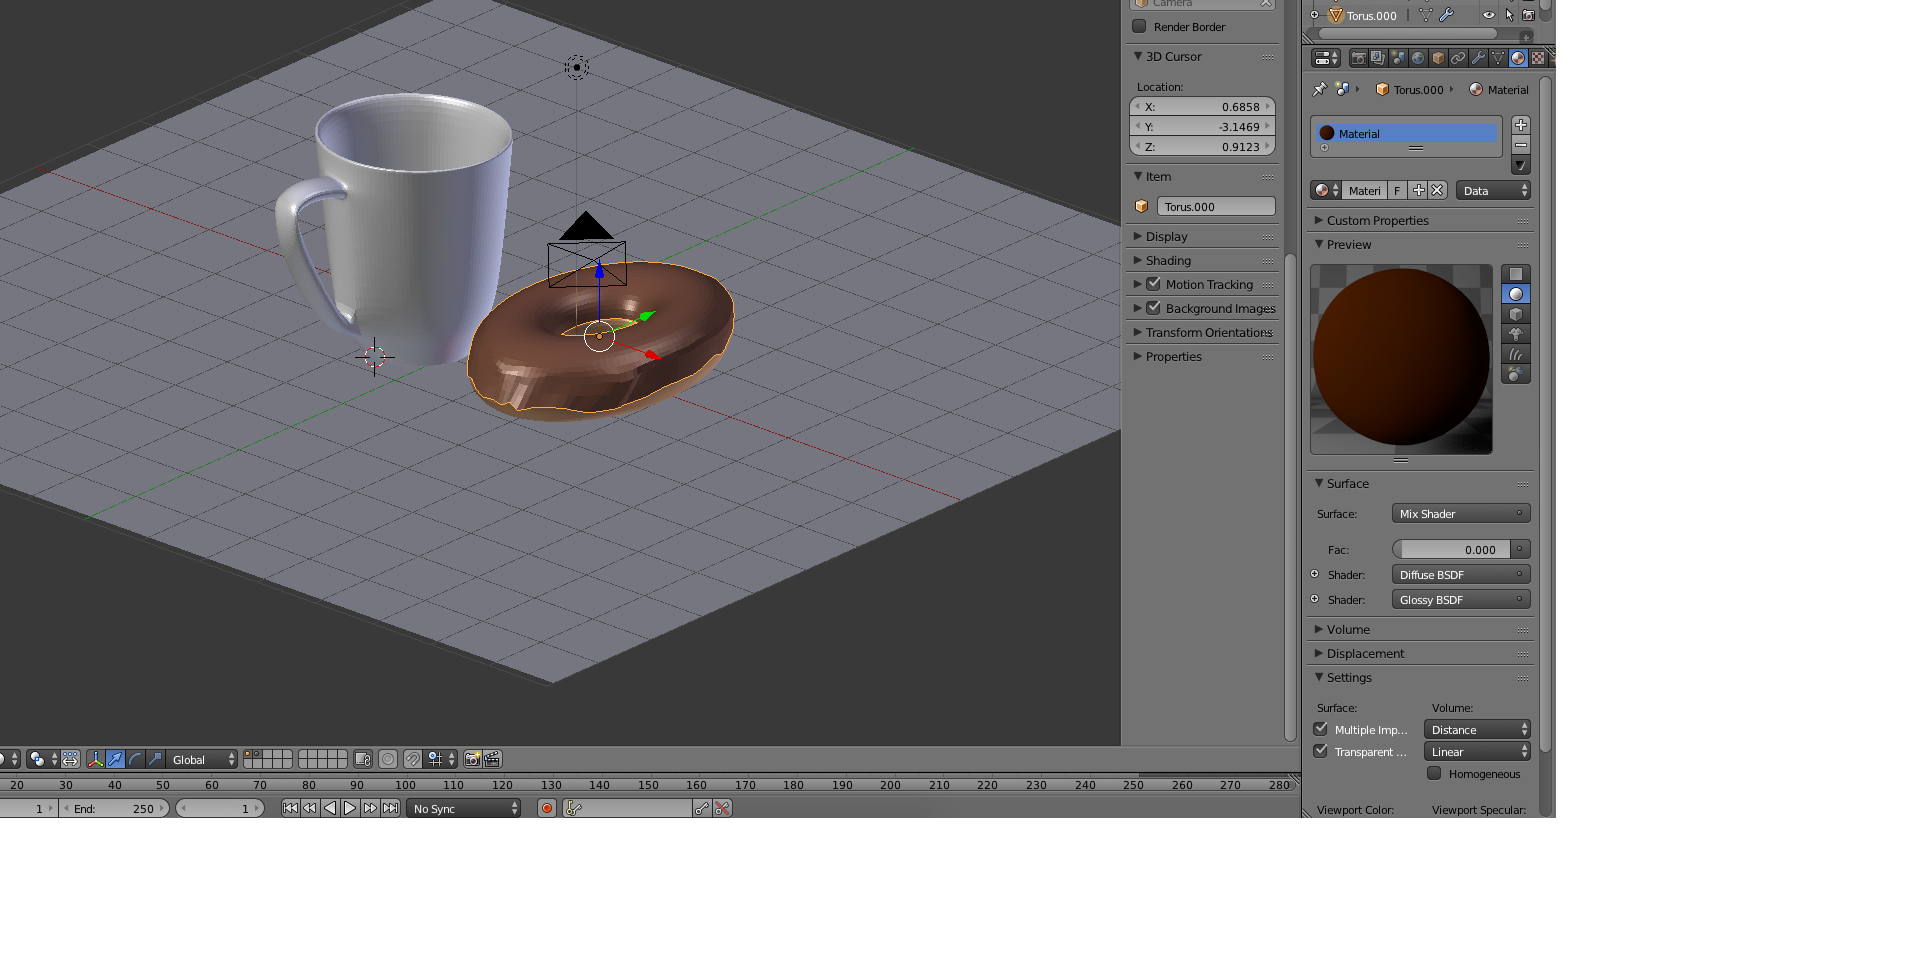 Camera
Render Border
3D Cursor
Location:
X: 0.6858
Y: -3.1469
Z: 0.9123
Item
Torus.000
Display
Shading
Motion Tracking
Background Images
Transform Orientations
Properties
Torus.000
Torus.000 Material
Material
Materi F Data
Custom Properties
Preview
Surface
Surface: Mix Shader
Fac: 0.000
Shader: Diffuse BSDF
Shader: Glossy BSDF
Volume
Displacement
Settings
Surface: Volume:
Multiple Imp... Distance
Transparent ... Linear
Homogeneous
Viewport Color: Viewport Specular:
Global
20 30 40 50 60 70 80 90 100 110 120 130 140 150 160 170 180 190 200 210 220 230 240 250 260 270 280
1 End: 250 1 No Sync